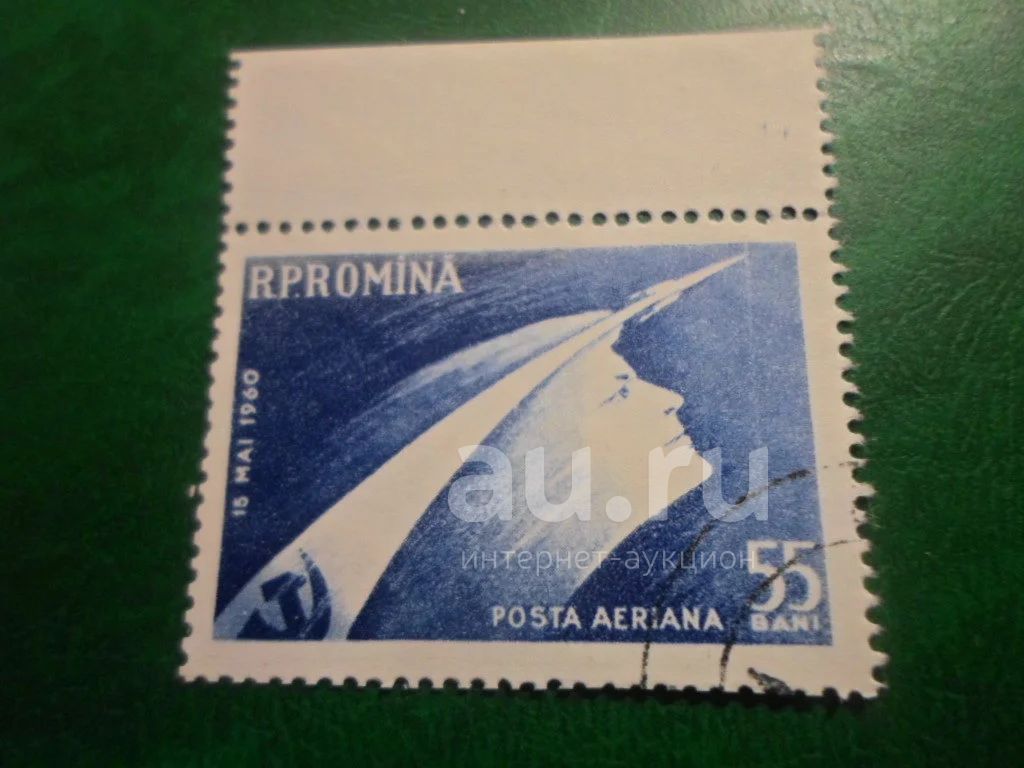 R.P.ROMÎNĂ
15 MAI 1960
au.ru
интернет-аукцион
POSTA AERIANA
55
BANI